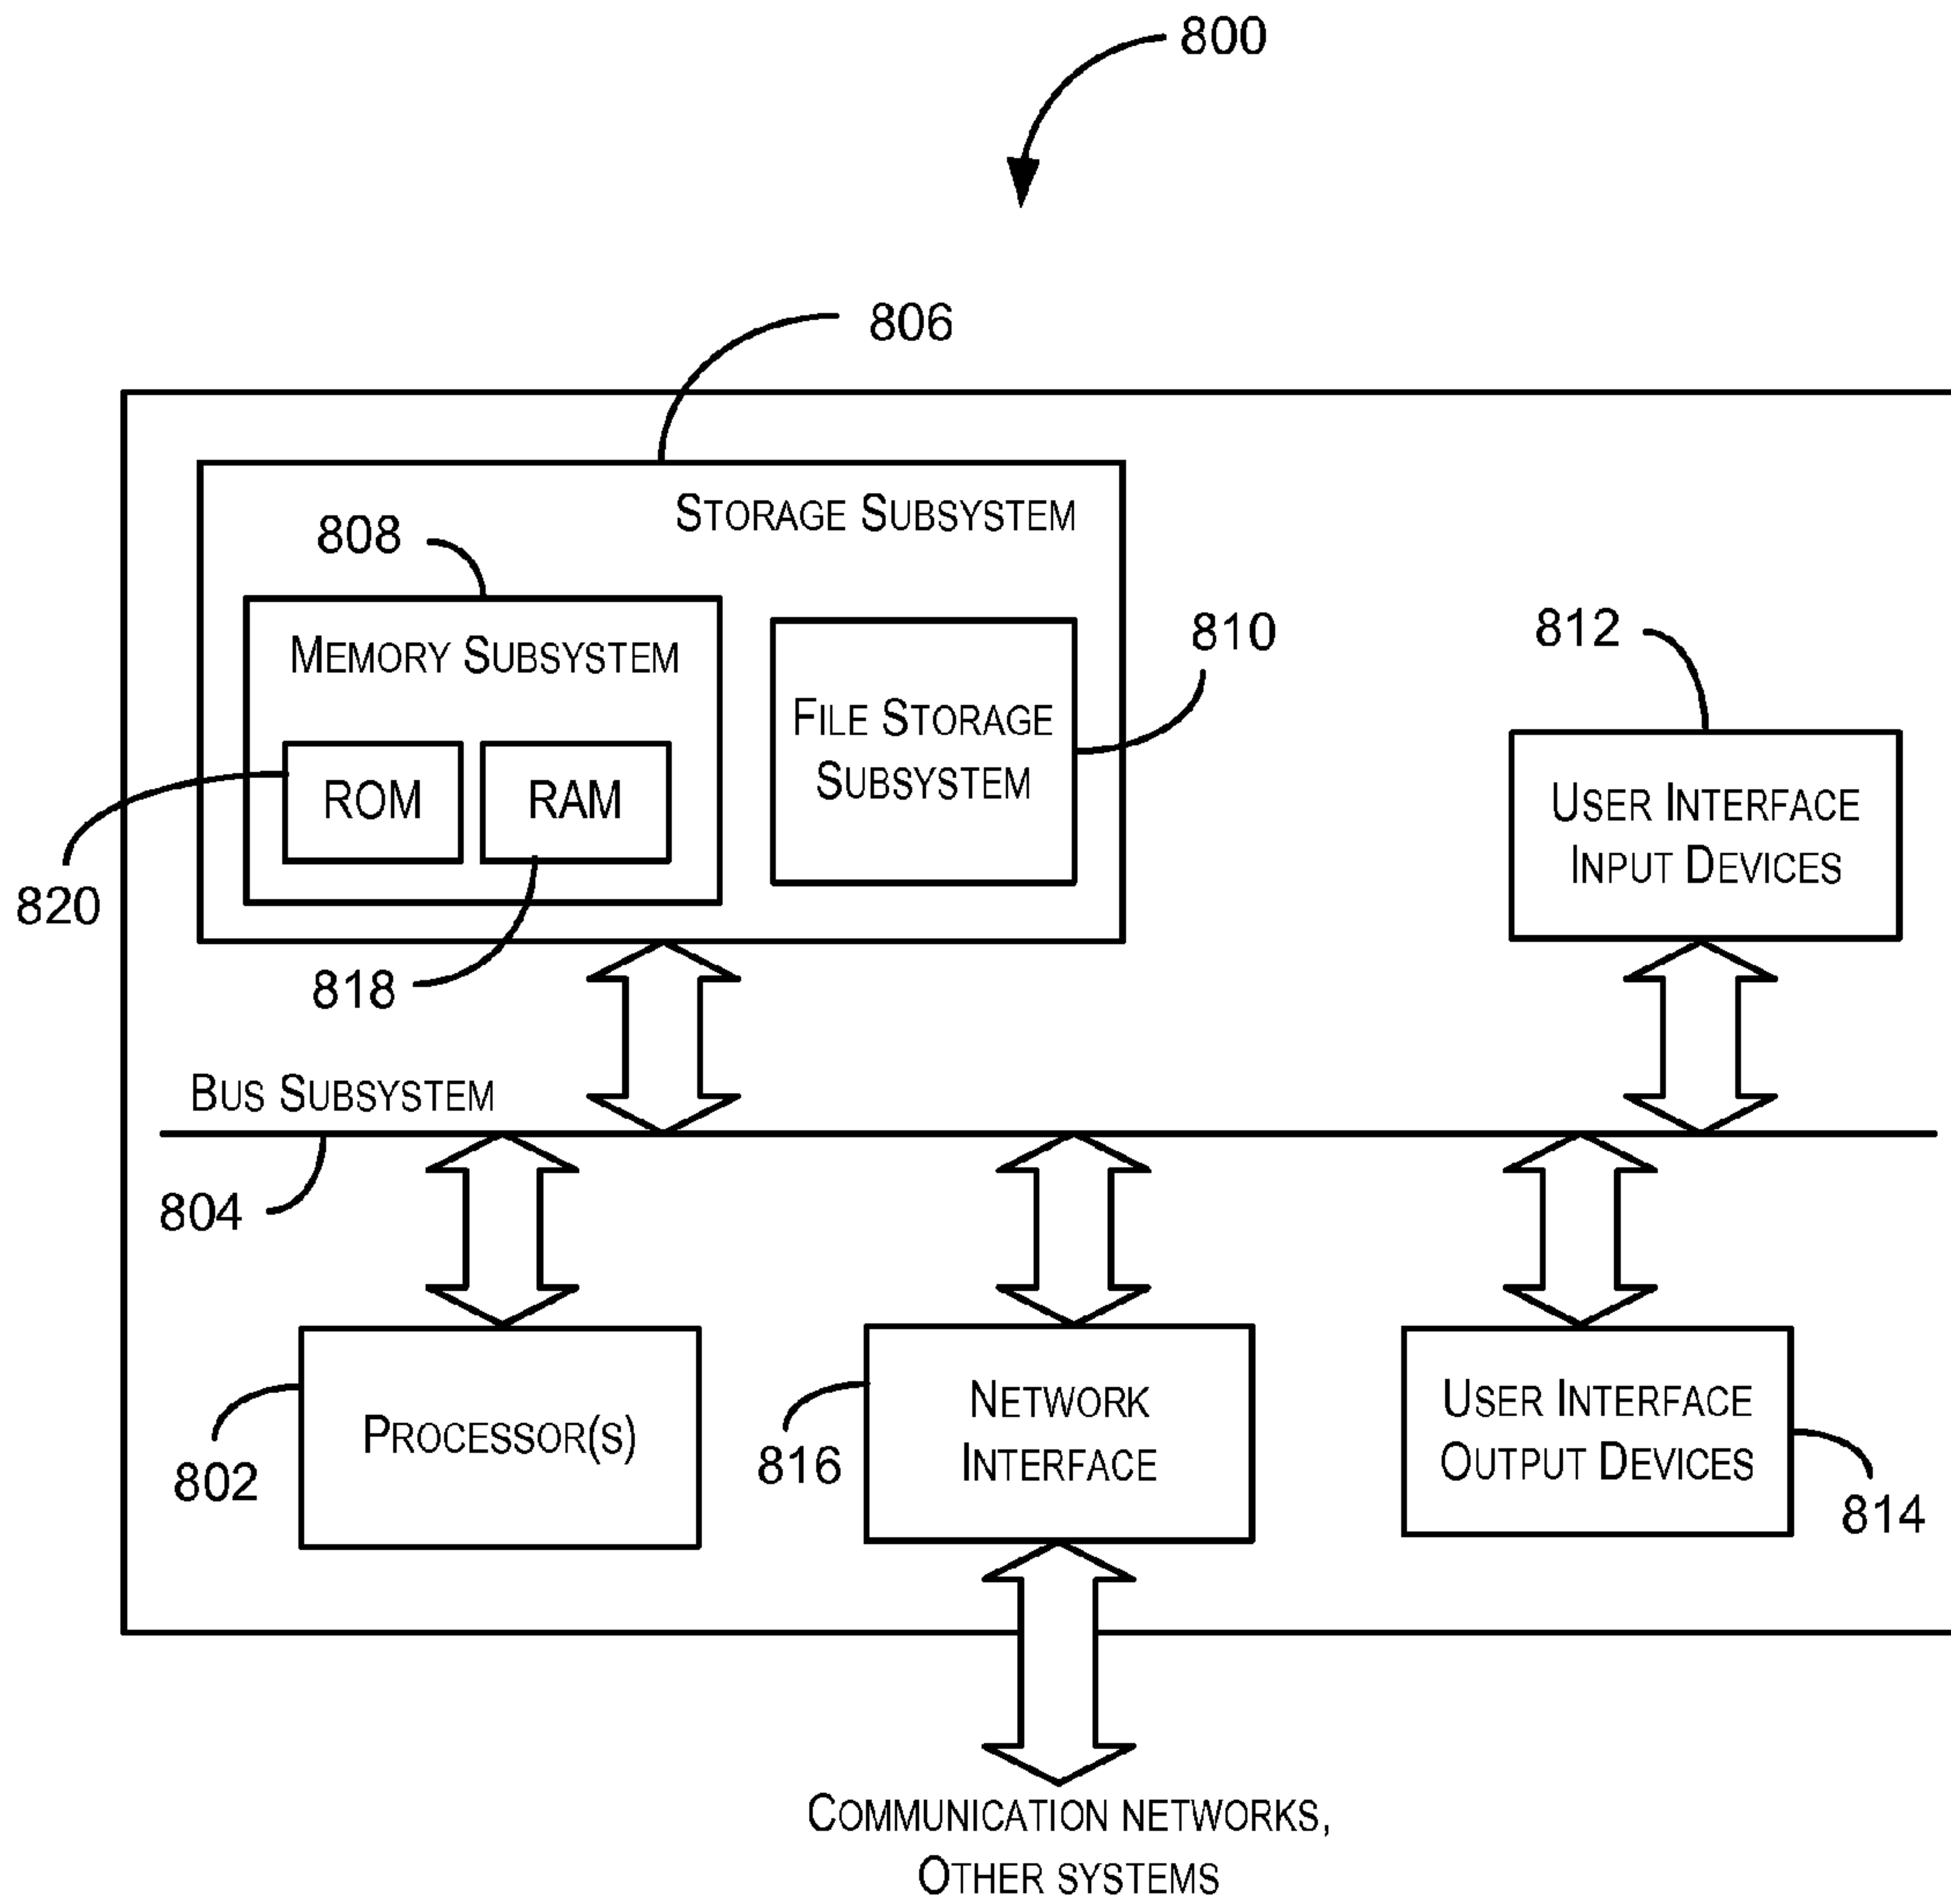 800
806
STORAGE SUBSYSTEM
808
MEMORY SUBSYSTEM
810
FILE STORAGE
SUBSYSTEM
812
ROM
RAM
USER INTERFACE
INPUT DEVICES
820
818
BUS SUBSYSTEM
804
PROCESSOR(S)
802
NETWORK
INTERFACE
816
USER INTERFACE
OUTPUT DEVICES
814
COMMUNICATION NETWORKS,
OTHER SYSTEMS